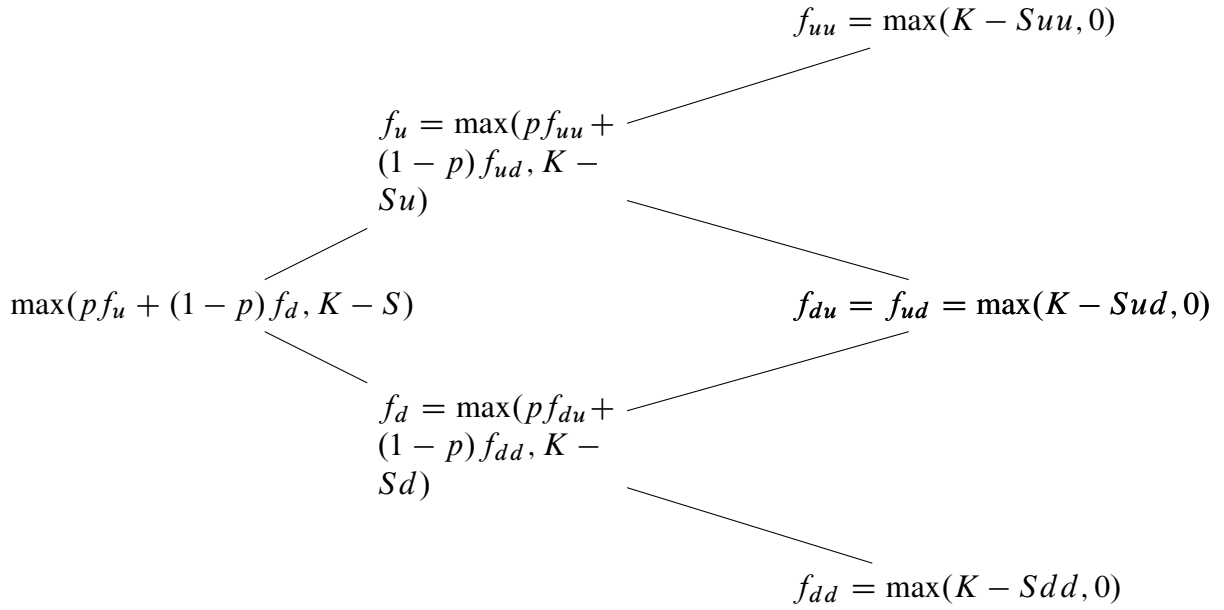 f_{uu} = max(K − Suu, 0)
f_u = max(pf_{uu} +
(1 − p) f_{ud}, K −
Su)
max(pf_u + (1 − p) f_d, K − S)
f_{du} = f_{ud} = max(K − Sud, 0)
f_d = max(pf_{du} +
(1 − p) f_{dd}, K −
Sd)
f_{dd} = max(K − Sdd, 0)